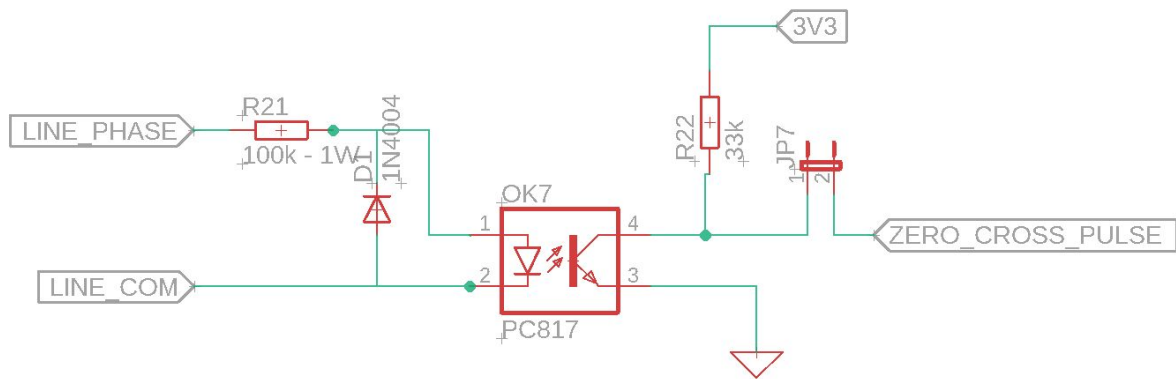 3V3
R21
LINE_PHASE
100k - 1W
D1
1N4004
R22
33k
JP7
1
2
OK7
1
4
ZERO_CROSS_PULSE
LINE_COM
2
3
PC817